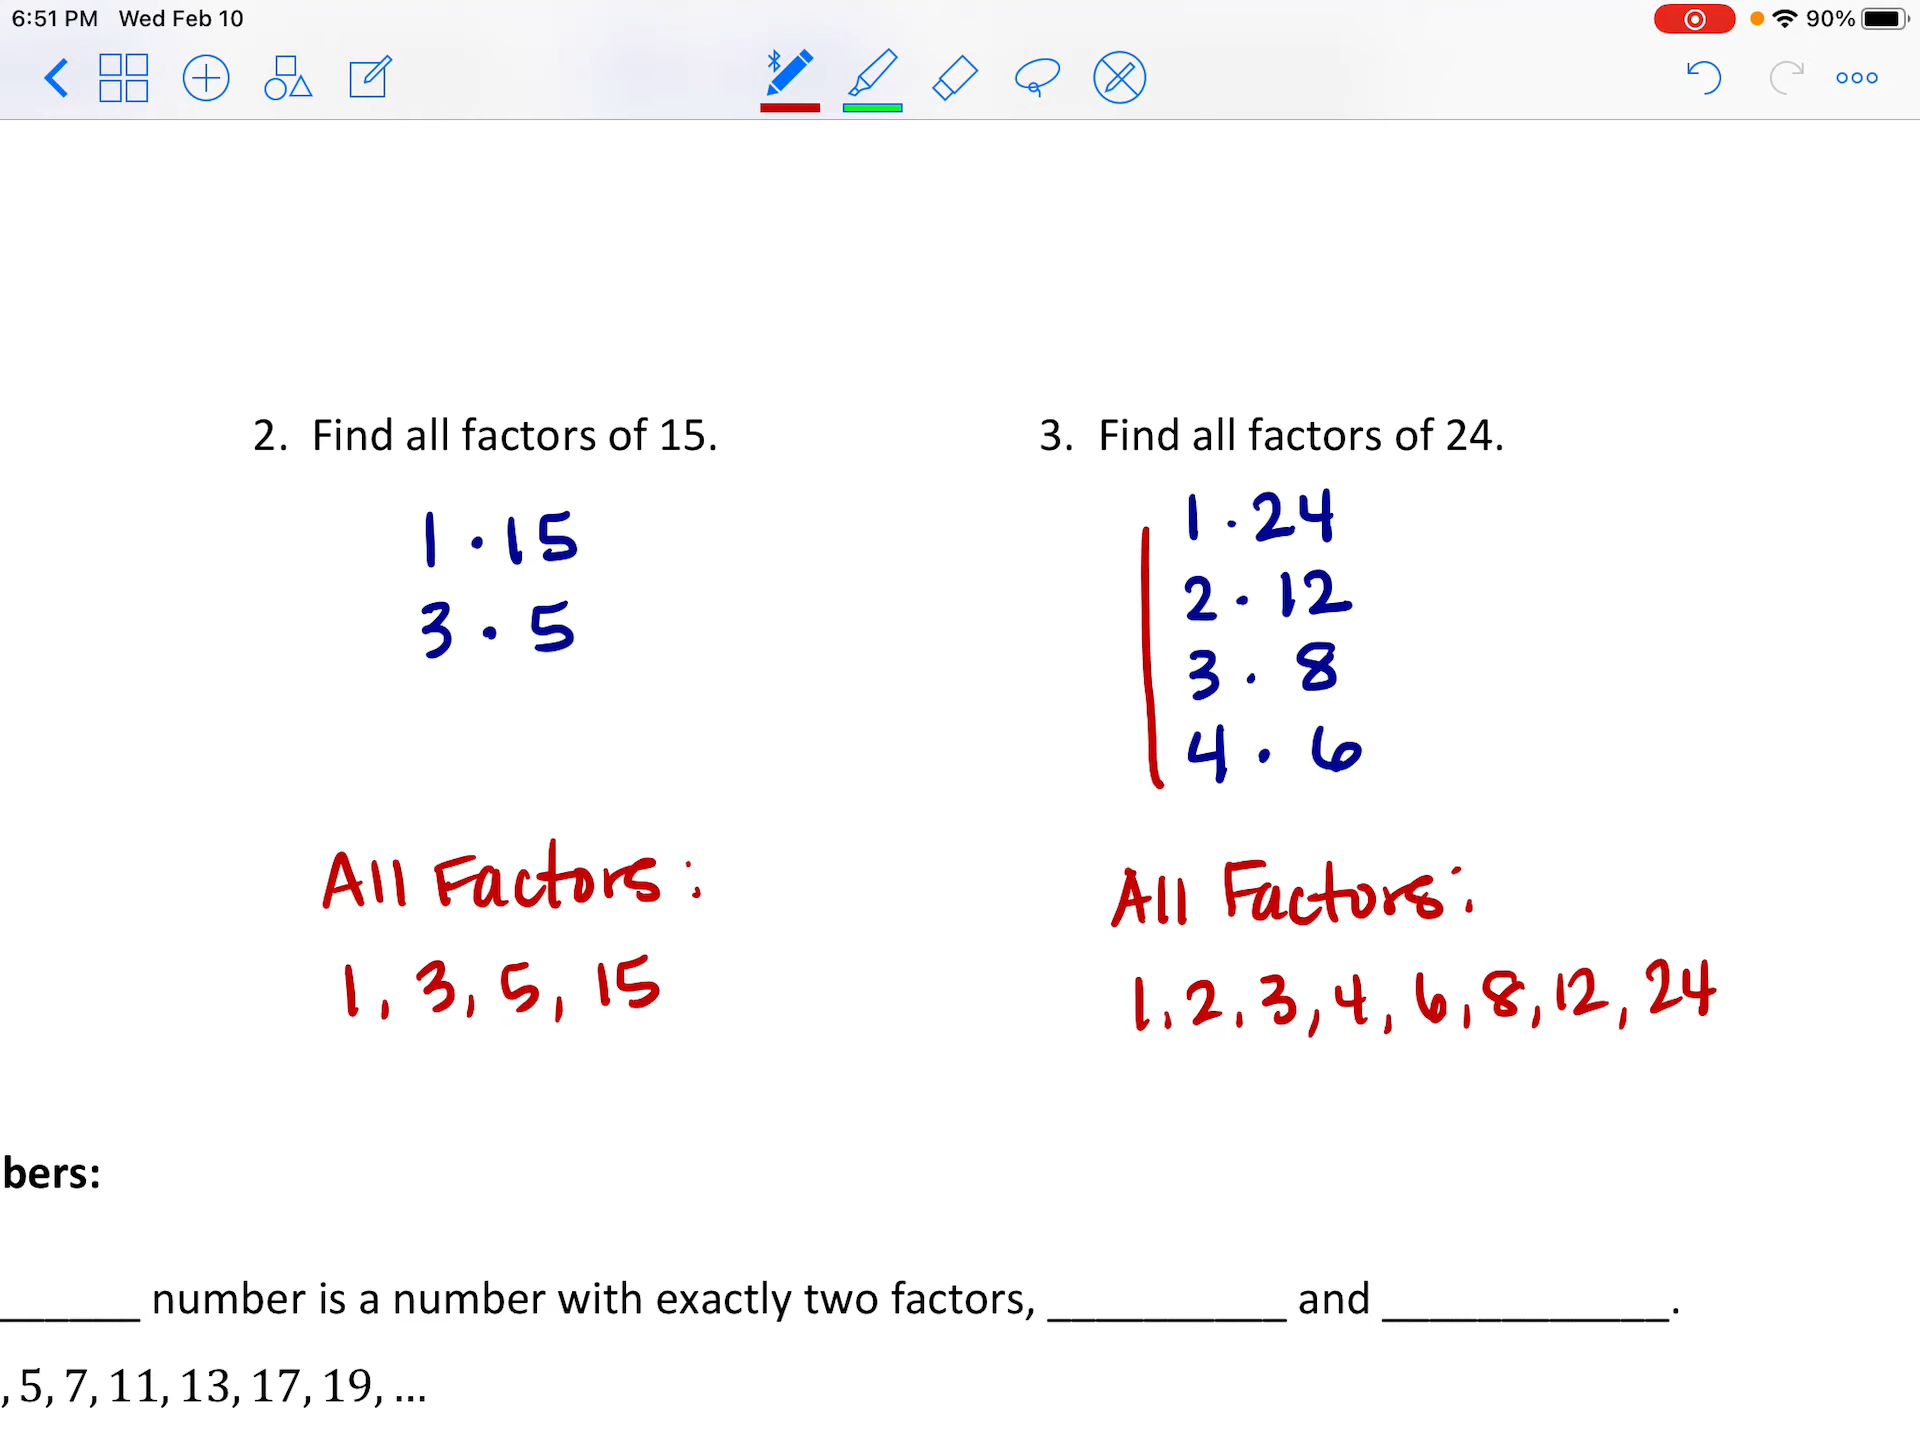 6:51 PM Wed Feb 10 90%
2. Find all factors of 15.
1 · 15
3 · 5
All Factors:
1, 3, 5, 15
3. Find all factors of 24.
1 · 24
2 · 12
3 · 8
4 · 6
All Factors:
1, 2, 3, 4, 6, 8, 12, 24
bers:
______ number is a number with exactly two factors, __________ and ____________.
, 5, 7, 11, 13, 17, 19, ...